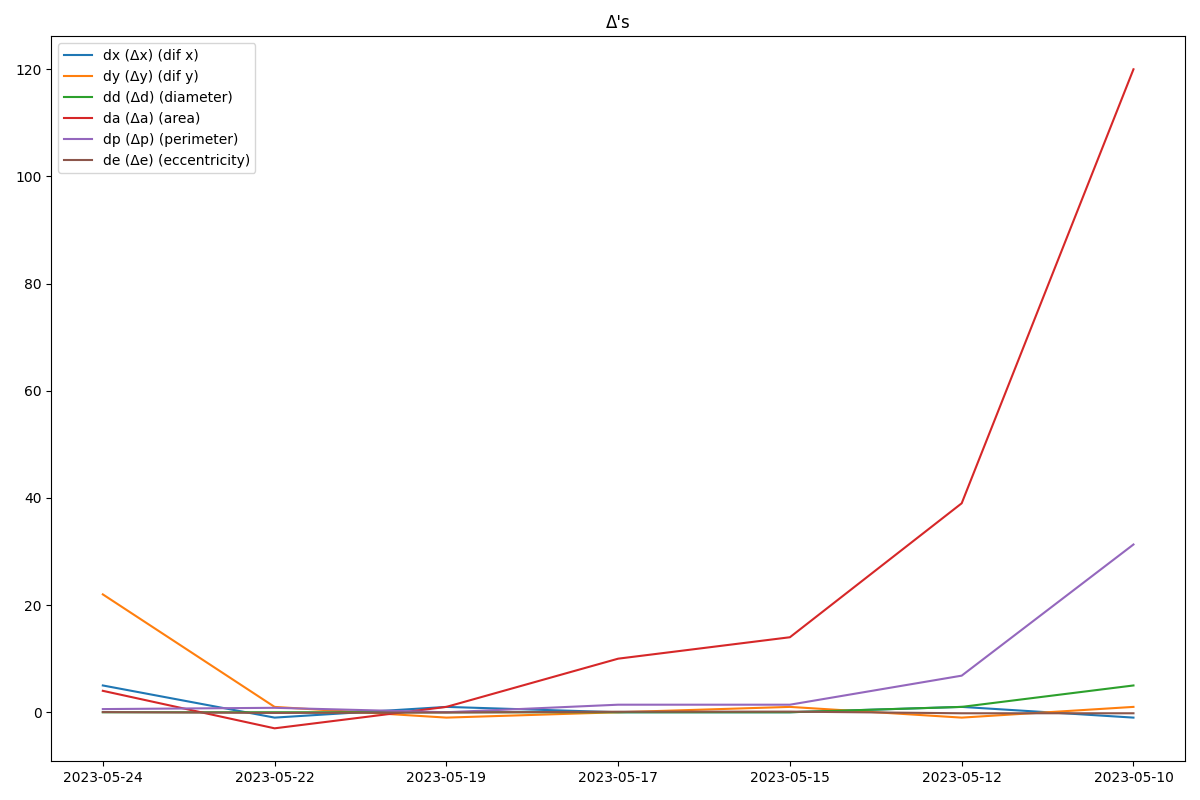 Δ's
dx (Δx) (dif x)
dy (Δy) (dif y)
dd (Δd) (diameter)
da (Δa) (area)
dp (Δp) (perimeter)
de (Δe) (eccentricity)
120
100
80
60
40
20
0
2023-05-24 2023-05-22 2023-05-19 2023-05-17 2023-05-15 2023-05-12 2023-05-10